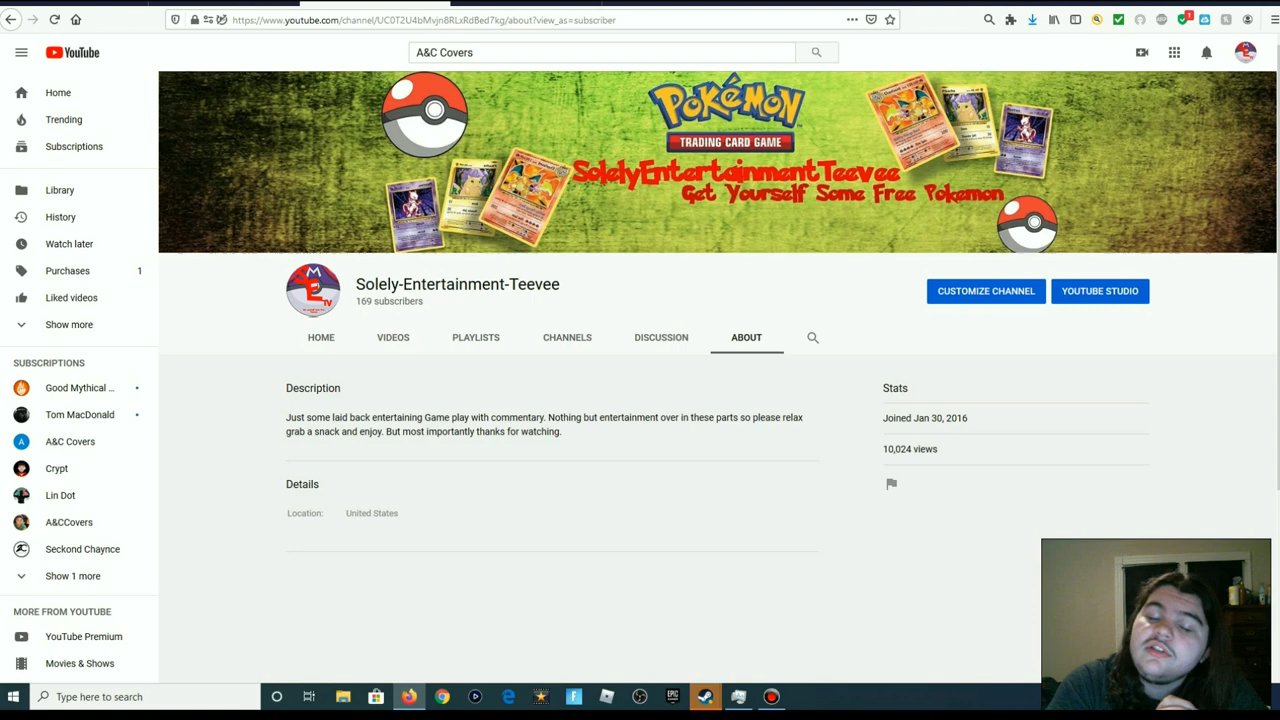 https://www.youtube.com/channel/UC0T2U4bMvjn8RLxRdBed7kg/about?view_as=subscriber
YouTube
A&C Covers
Home
Trending
Subscriptions
Library
History
Watch later
Purchases 1
Liked videos
Show more
SUBSCRIPTIONS
Good Mythical ...
Tom MacDonald
A&C Covers
Crypt
Lin Dot
A&CCovers
Seckond Chaynce
Show 1 more
MORE FROM YOUTUBE
YouTube Premium
Movies & Shows
POKéMON
TRADING CARD GAME
SolelyEntertainmentTeevee
Get Yourself Some Free Pokemon
Solely-Entertainment-Teevee
169 subscribers
CUSTOMIZE CHANNEL
YOUTUBE STUDIO
HOME
VIDEOS
PLAYLISTS
CHANNELS
DISCUSSION
ABOUT
Description
Just some laid back entertaining Game play with commentary. Nothing but entertainment over in these parts so please relax
grab a snack and enjoy. But most importantly thanks for watching.
Details
Location: United States
Stats
Joined Jan 30, 2016
10,024 views
Type here to search
EPIC